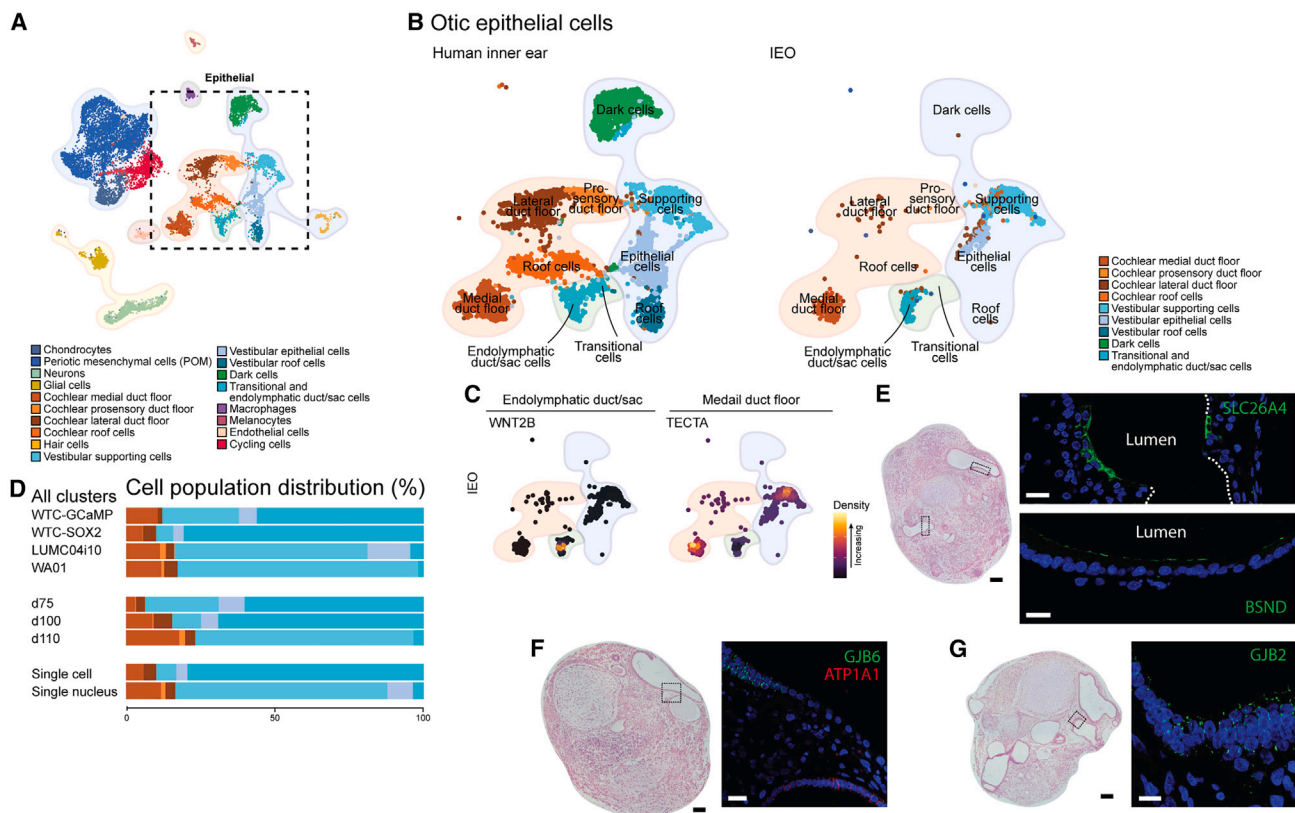 A
Epithelial
Chondrocytes
Periotic mesenchymal cells (POM)
Neurons
Glial cells
Cochlear medial duct floor
Cochlear prosensory duct floor
Cochlear lateral duct floor
Cochlear roof cells
Hair cells
Vestibular supporting cells
Vestibular epithelial cells
Vestibular roof cells
Dark cells
Transitional and
endolymphatic duct/sac cells
Macrophages
Melanocytes
Endothelial cells
Cycling cells
B Otic epithelial cells
Human inner ear
Dark cells
Lateral
duct floor
Pro-
sensory
duct floor
Supporting
cells
Roof cells
Epithelial
cells
Medial
duct floor
Roof
cells
Endolymphatic
duct/sac cells
Transitional
cells
IEO
Dark cells
Lateral
duct floor
Pro-
sensory
duct floor
Supporting
cells
Roof cells
Epithelial
cells
Medial
duct floor
Roof
cells
Endolymphatic
duct/sac cells
Transitional
cells
Cochlear medial duct floor
Cochlear prosensory duct floor
Cochlear lateral duct floor
Cochlear roof cells
Vestibular supporting cells
Vestibular epithelial cells
Vestibular roof cells
Dark cells
Transitional and
endolymphatic duct/sac cells
C
Endolymphatic duct/sac
WNT2B
Medail duct floor
TECTA
IEO
Density
Increasing
D
All clusters
Cell population distribution (%)
WTC-GCaMP
WTC-SOX2
LUMC04i10
WA01
d75
d100
d110
Single cell
Single nucleus
0 50 100
E
SLC26A4
Lumen
Lumen
BSND
F
GJB6
ATP1A1
G
GJB2